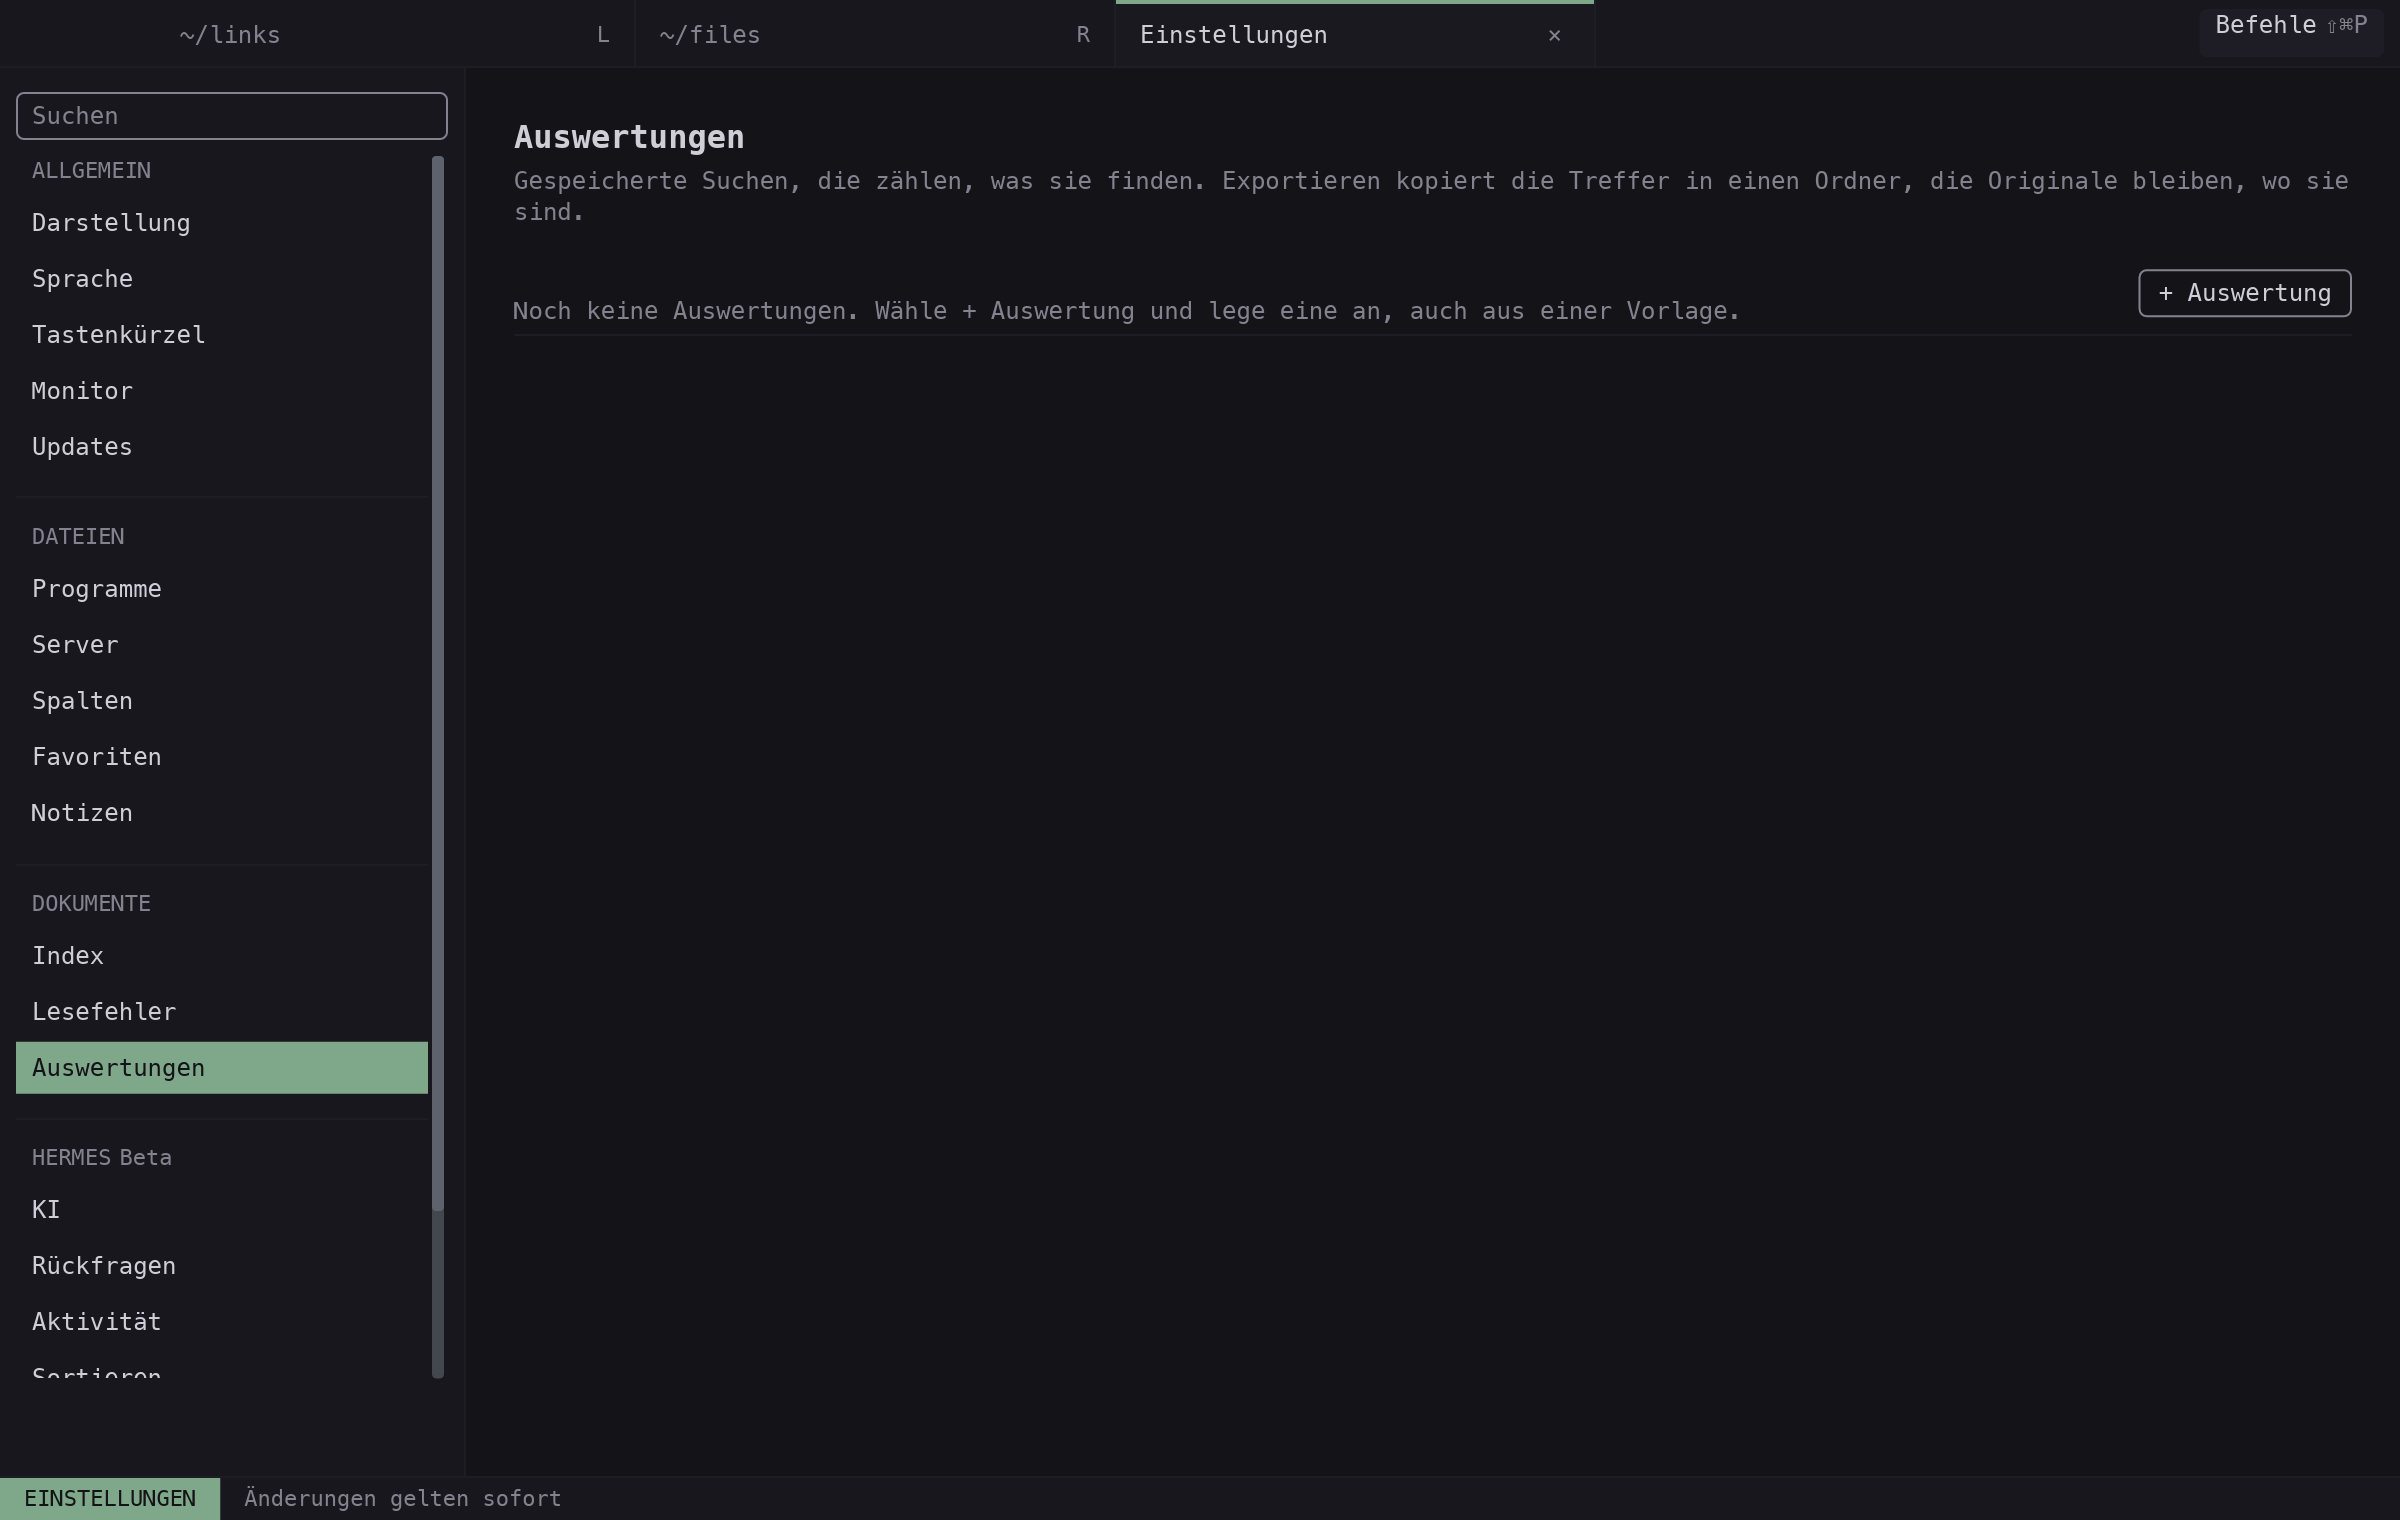 ~/links L ~/files R Einstellungen × Befehle ⇧⌘P
Suchen
ALLGEMEIN
Darstellung
Sprache
Tastenkürzel
Monitor
Updates
DATEIEN
Programme
Server
Spalten
Favoriten
Notizen
DOKUMENTE
Index
Lesefehler
Auswertungen
HERMES Beta
KI
Rückfragen
Aktivität
Sortieren
Auswertungen
Gespeicherte Suchen, die zählen, was sie finden. Exportieren kopiert die Treffer in einen Ordner, die Originale bleiben, wo sie
sind.
+ Auswertung
Noch keine Auswertungen. Wähle + Auswertung und lege eine an, auch aus einer Vorlage.
EINSTELLUNGEN Änderungen gelten sofort